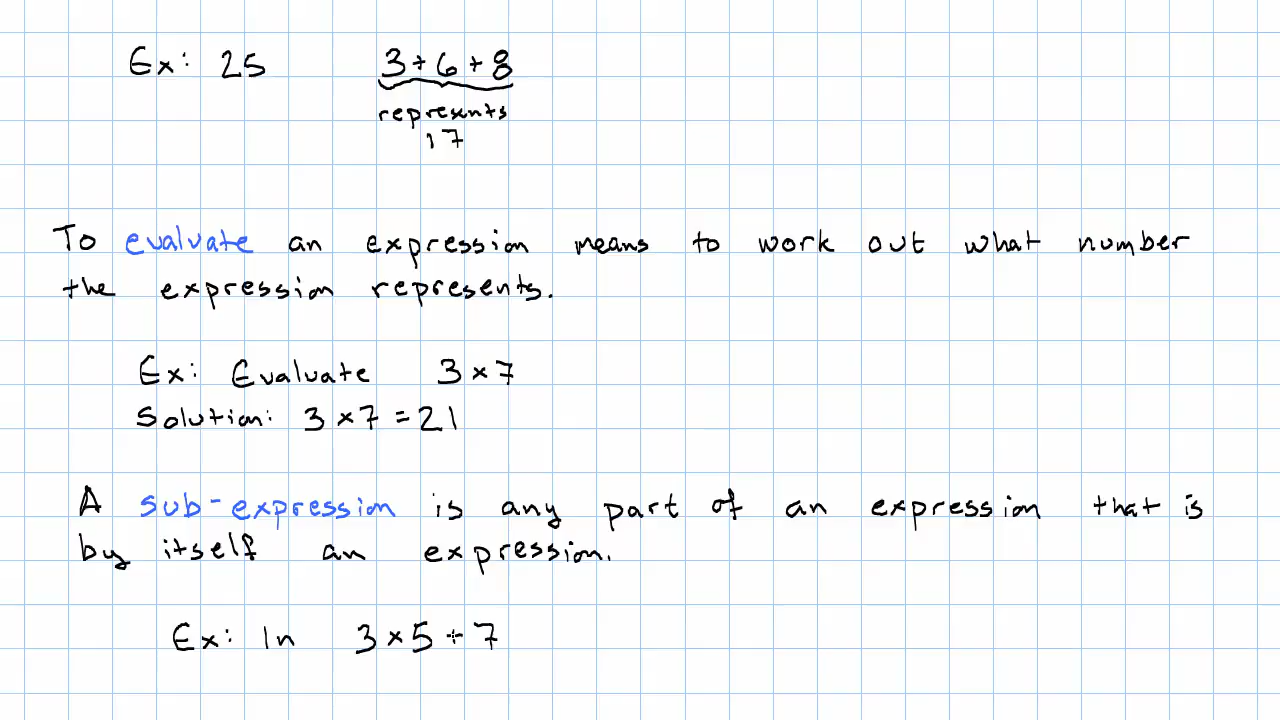 Ex: 25 3+6+8
represents
17
To evaluate an expression means to work out what number
the expression represents.
Ex: Evaluate 3×7
Solution: 3×7 = 21
A sub-expression is any part of an expression that is
by itself an expression.
Ex: In 3×5+7